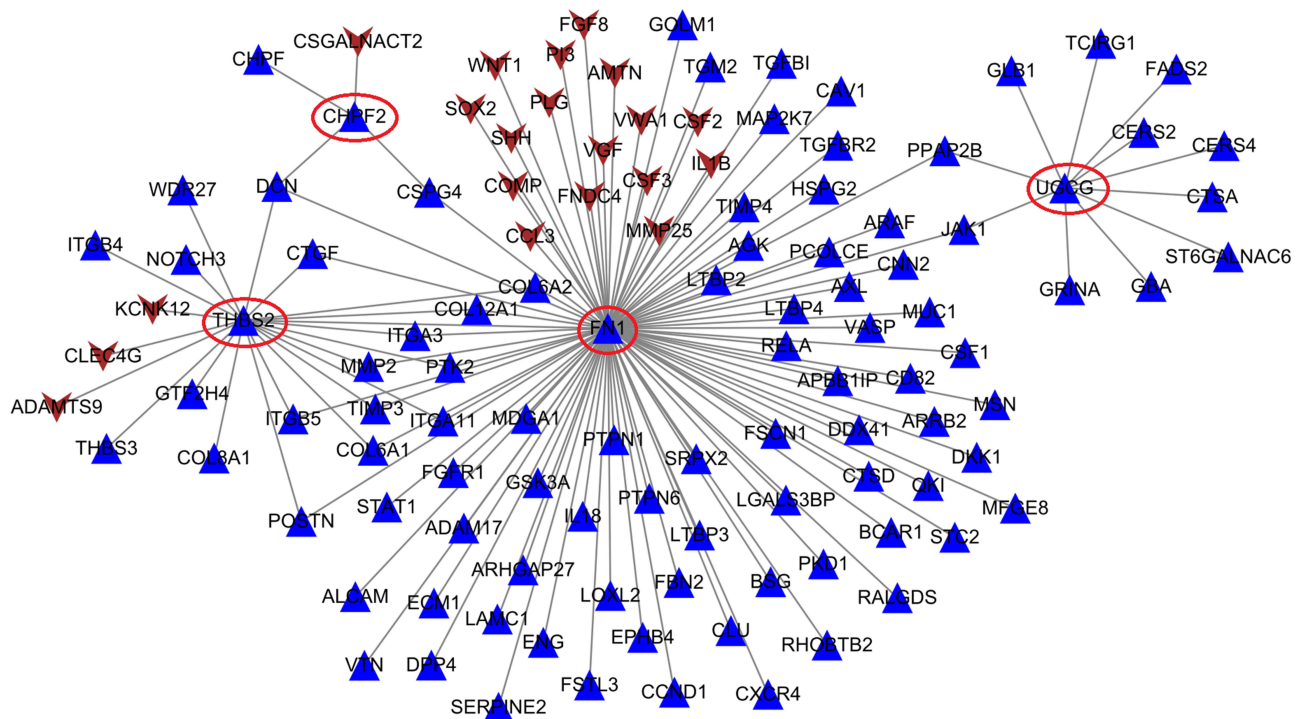 FGF8
GOLM1
CSGALNACT2
TCIRG1
CHPF
PI3
WNT1
AMTN
TGM2
TGFBI
GLB1
FADS2
CAV1
SOX2
PLG
CHPF2
VWA1
CSF2
MAP2K7
SHH
VGF
TGFBR2
PPAP2B
CERS2
CERS4
IL1B
WDR27
DCN
CSPG4
COMP
FNDC4
CSF3
HSPG2
UGCG
CTSA
TIMP4
ARAF
JAK1
ITGB4
NOTCH3
CTGF
CCL3
MMP25
AGK
PCOLCE
CNN2
ST6GALNAC6
LTBP2
COL6A2
AXL
GRINA
GBA
KCNK12
THBS2
COL12A1
FN1
LTBP4
MUC1
VASP
ITGA3
RELA
CLEC4G
MMP2
PTK2
CSF1
APBB1IP
CD82
GTF2H4
ADAMTS9
ITGB5
TIMP3
ITGA11
MDGA1
MSN
ARRB2
THBS3
COL8A1
COL6A1
PTPN1
FSCN1
DDX41
DKK1
FGFR1
GSK3A
SRPX2
CTSD
QKI
POSTN
STAT1
ADAM17
IL18
PTPN6
LGALS3BP
MFGE8
LTBP3
BCAR1
STC2
ARHGAP27
PKD1
ALCAM
ECM1
LAMC1
LOXL2
FBN2
BSG
RALGDS
ENG
EPHB4
CLU
RHOBTB2
VTN
DPP4
SERPINE2
FSTL3
CCND1
CXCR4